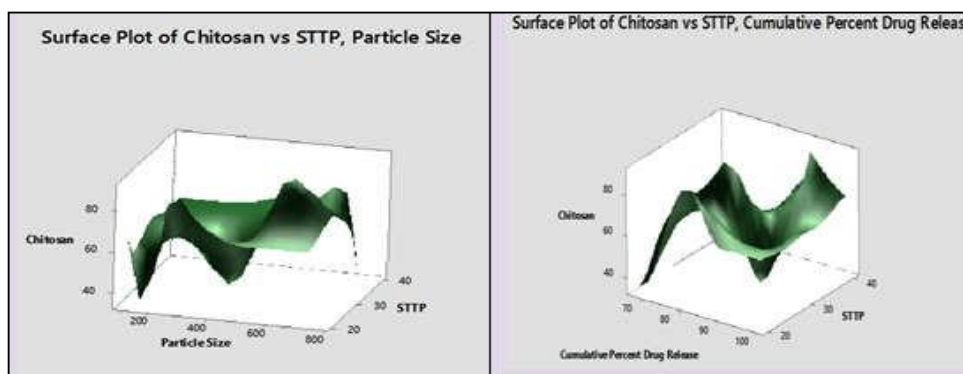 Surface Plot of Chitosan vs STTP, Particle Size
80
60
40
Chitosan
200
400
600
800
Particle Size
20
30
40
STTP
Surface Plot of Chitosan vs STTP, Cumulative Percent Drug Releas
80
60
40
Chitosan
70
80
90
100
Cumulative Percent Drug Release
20
30
40
STTP